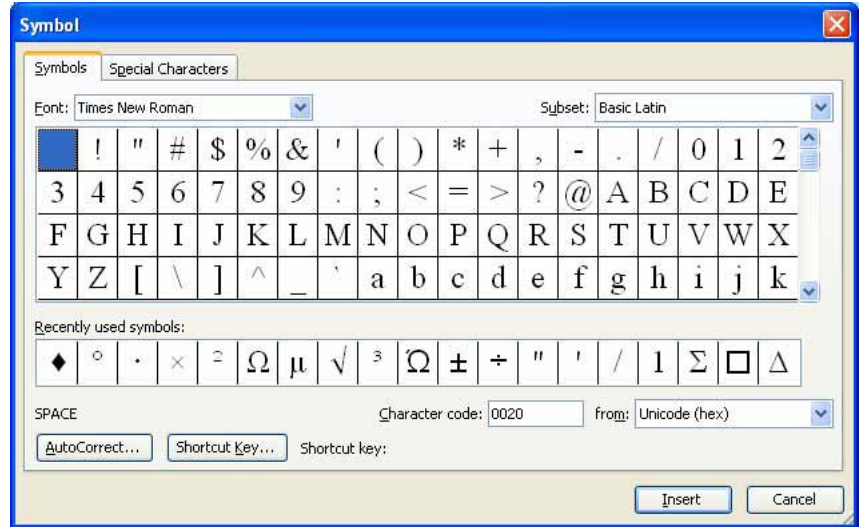 Symbol
Symbols Special Characters
Font: Times New Roman Subset: Basic Latin
! " # $ % & ' ( ) * + , - . / 0 1 2
3 4 5 6 7 8 9 : ; < = > ? @ A B C D E
F G H I J K L M N O P Q R S T U V W X
Y Z [ \ ] ^ _ ` a b c d e f g h i j k
Recently used symbols:
♦ ° · × ² Ω µ √ ³ Ώ ± ÷ " ' / 1 Σ □ Δ
SPACE Character code: 0020 from: Unicode (hex)
AutoCorrect... Shortcut Key... Shortcut key:
Insert Cancel